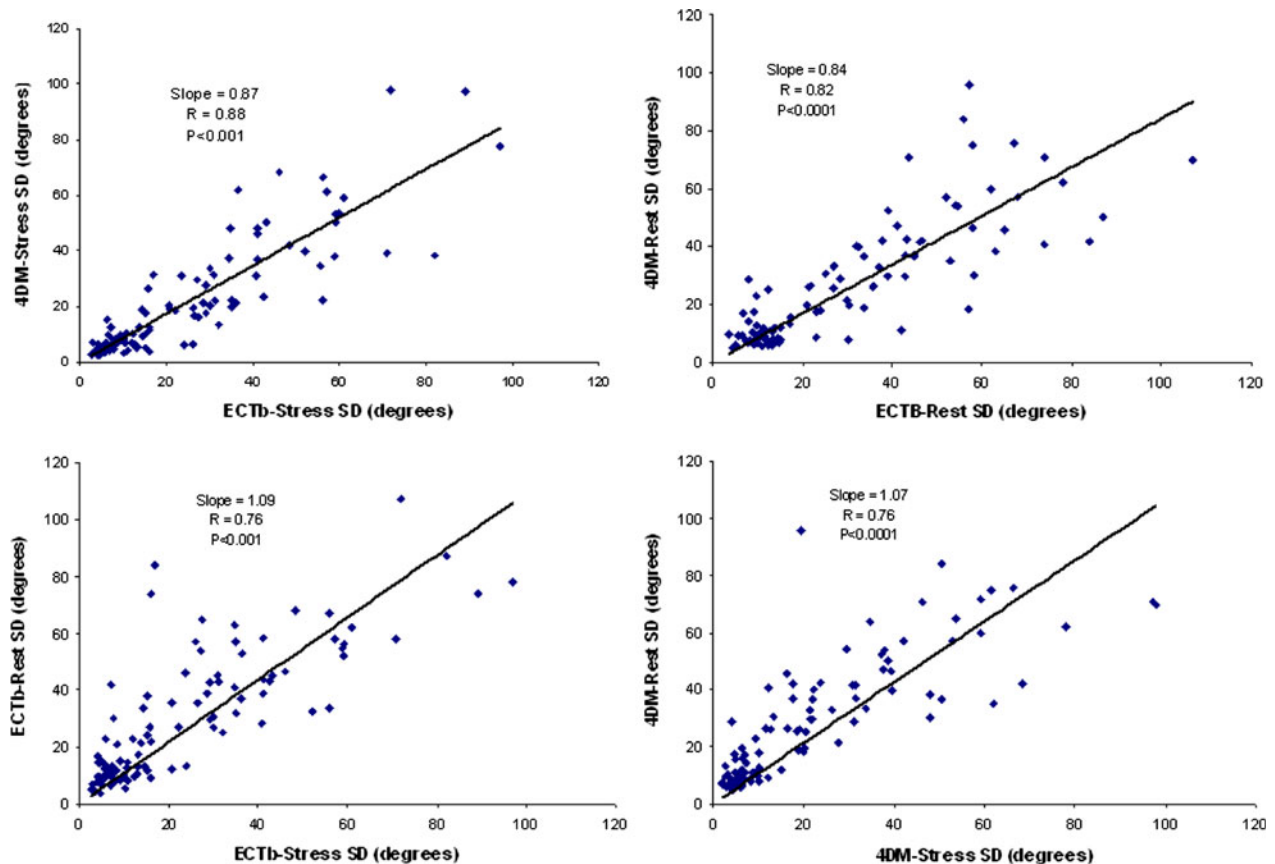 120
100
80
60
40
20
0
4DM-Stress SD (degrees)
Slope = 0.87
R = 0.88
P<0.001
0 20 40 60 80 100 120
ECTb-Stress SD (degrees)
120
100
80
60
40
20
0
4DM-Rest SD (degrees)
Slope = 0.84
R = 0.82
P<0.0001
0 20 40 60 80 100 120
ECTB-Rest SD (degrees)
120
100
80
60
40
20
0
ECTb-Rest SD (degrees)
Slope = 1.09
R = 0.76
P<0.001
0 20 40 60 80 100 120
ECTb-Stress SD (degrees)
120
100
80
60
40
20
0
4DM-Rest SD (degrees)
Slope = 1.07
R = 0.76
P<0.0001
0 20 40 60 80 100 120
4DM-Stress SD (degrees)